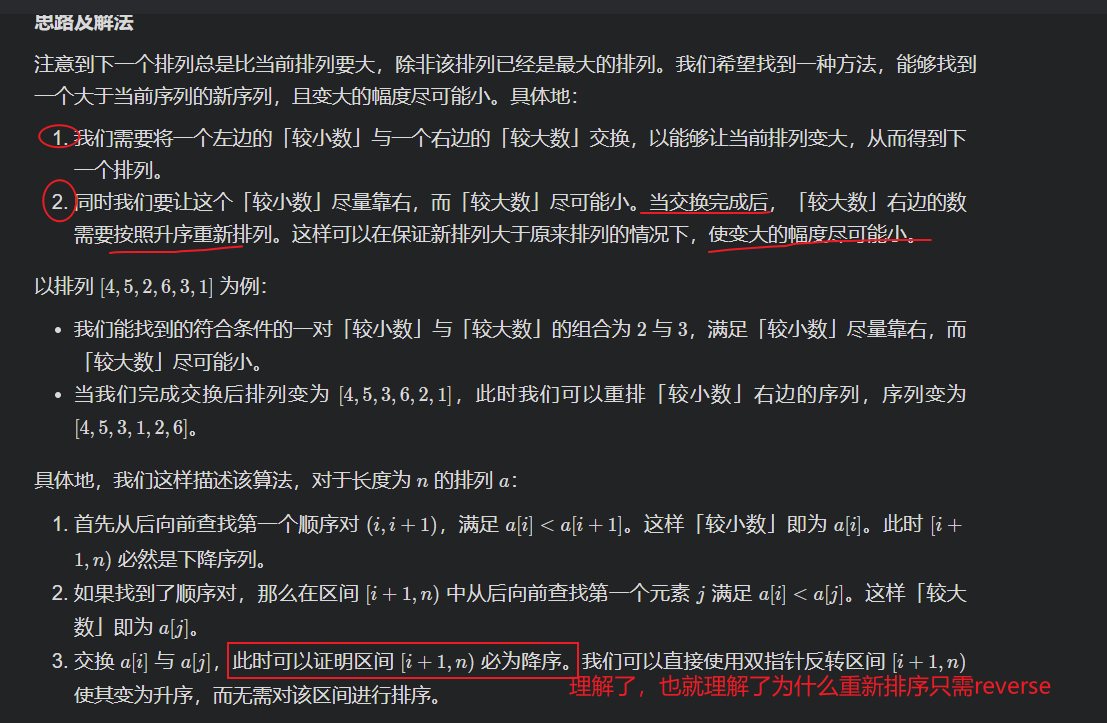 思路及解法
注意到下一个排列总是比当前排列要大，除非该排列已经是最大的排列。我们希望找到一种方法，能够找到
一个大于当前序列的新序列，且变大的幅度尽可能小。具体地：
1. 我们需要将一个左边的「较小数」与一个右边的「较大数」交换，以能够让当前排列变大，从而得到下
一个排列。
2. 同时我们要让这个「较小数」尽量靠右，而「较大数」尽可能小。当交换完成后，「较大数」右边的数
需要按照升序重新排列。这样可以在保证新排列大于原来排列的情况下，使变大的幅度尽可能小。
以排列 [4, 5, 2, 6, 3, 1] 为例：
• 我们能找到的符合条件的一对「较小数」与「较大数」的组合为 2 与 3，满足「较小数」尽量靠右，而
「较大数」尽可能小。
• 当我们完成交换后排列变为 [4, 5, 3, 6, 2, 1]，此时我们可以重排「较小数」右边的序列，序列变为
[4, 5, 3, 1, 2, 6]。
具体地，我们这样描述该算法，对于长度为 n 的排列 a：
1. 首先从后向前查找第一个顺序对 (i, i + 1)，满足 a[i] < a[i + 1]。这样「较小数」即为 a[i]。此时 [i +
1, n) 必然是下降序列。
2. 如果找到了顺序对，那么在区间 [i + 1, n) 中从后向前查找第一个元素 j 满足 a[i] < a[j]。这样「较大
数」即为 a[j]。
3. 交换 a[i] 与 a[j]，此时可以证明区间 [i + 1, n) 必为降序。我们可以直接使用双指针反转区间 [i + 1, n)
使其变为升序，而无需对该区间进行排序。
理解了，也就理解了为什么重新排序只需reverse